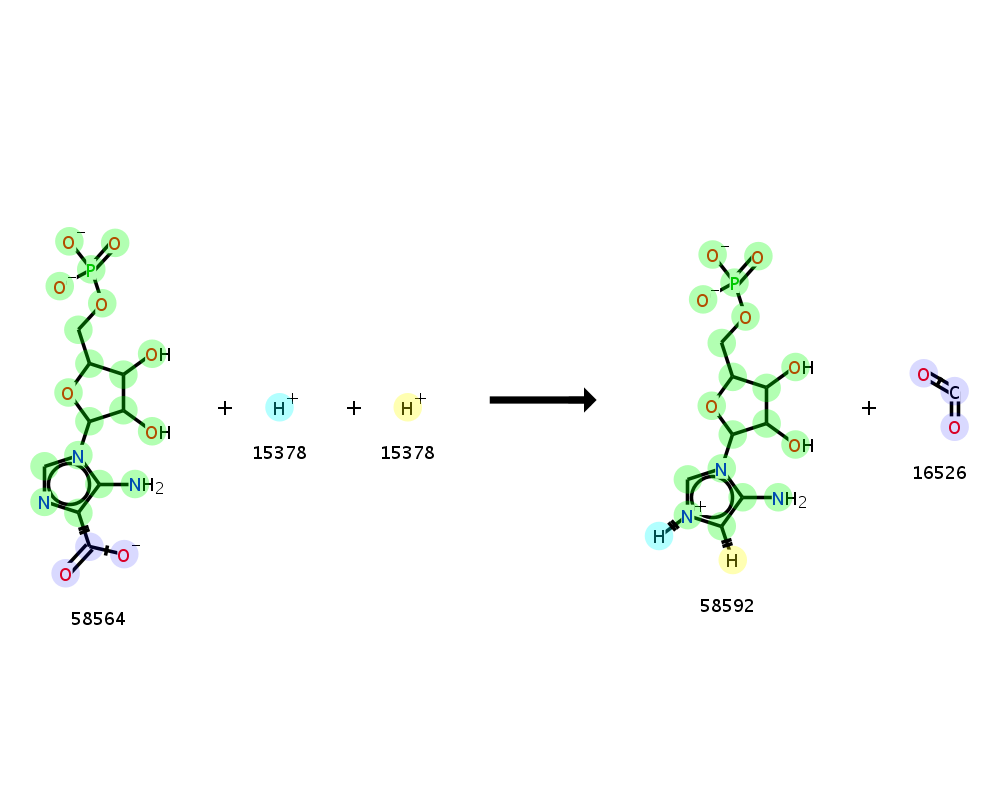 O⁻ O
P
O⁻
O
OH
O
OH
N
N NH₂
O O⁻
58564
+
H⁺
15378
+
H⁺
15378
O⁻ O
P
O⁻
O
OH
O
OH
N
N⁺ NH₂
H
H
58592
+
O
C
O
16526